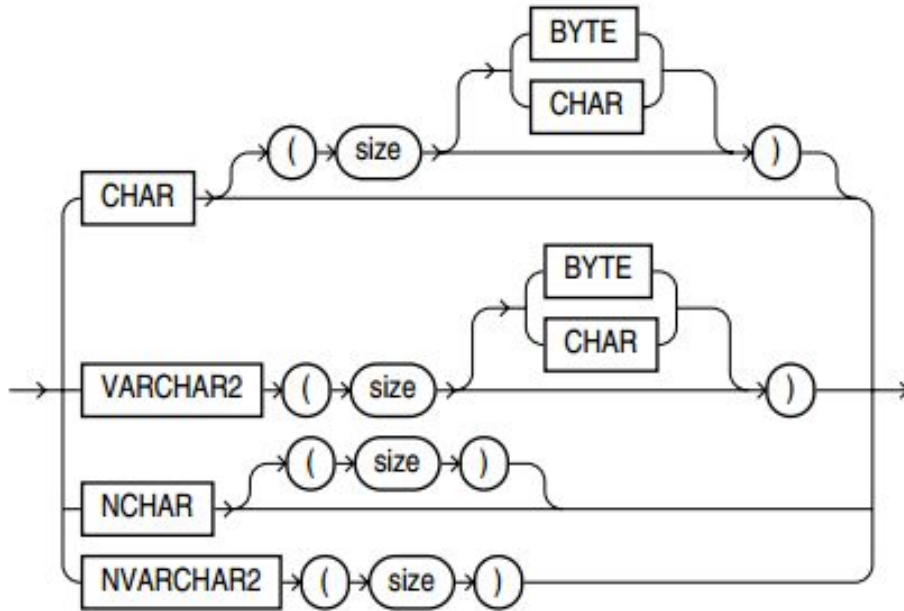 BYTE
CHAR
( size )
CHAR
BYTE
CHAR
VARCHAR2 ( size )
( size )
NCHAR
NVARCHAR2 ( size )